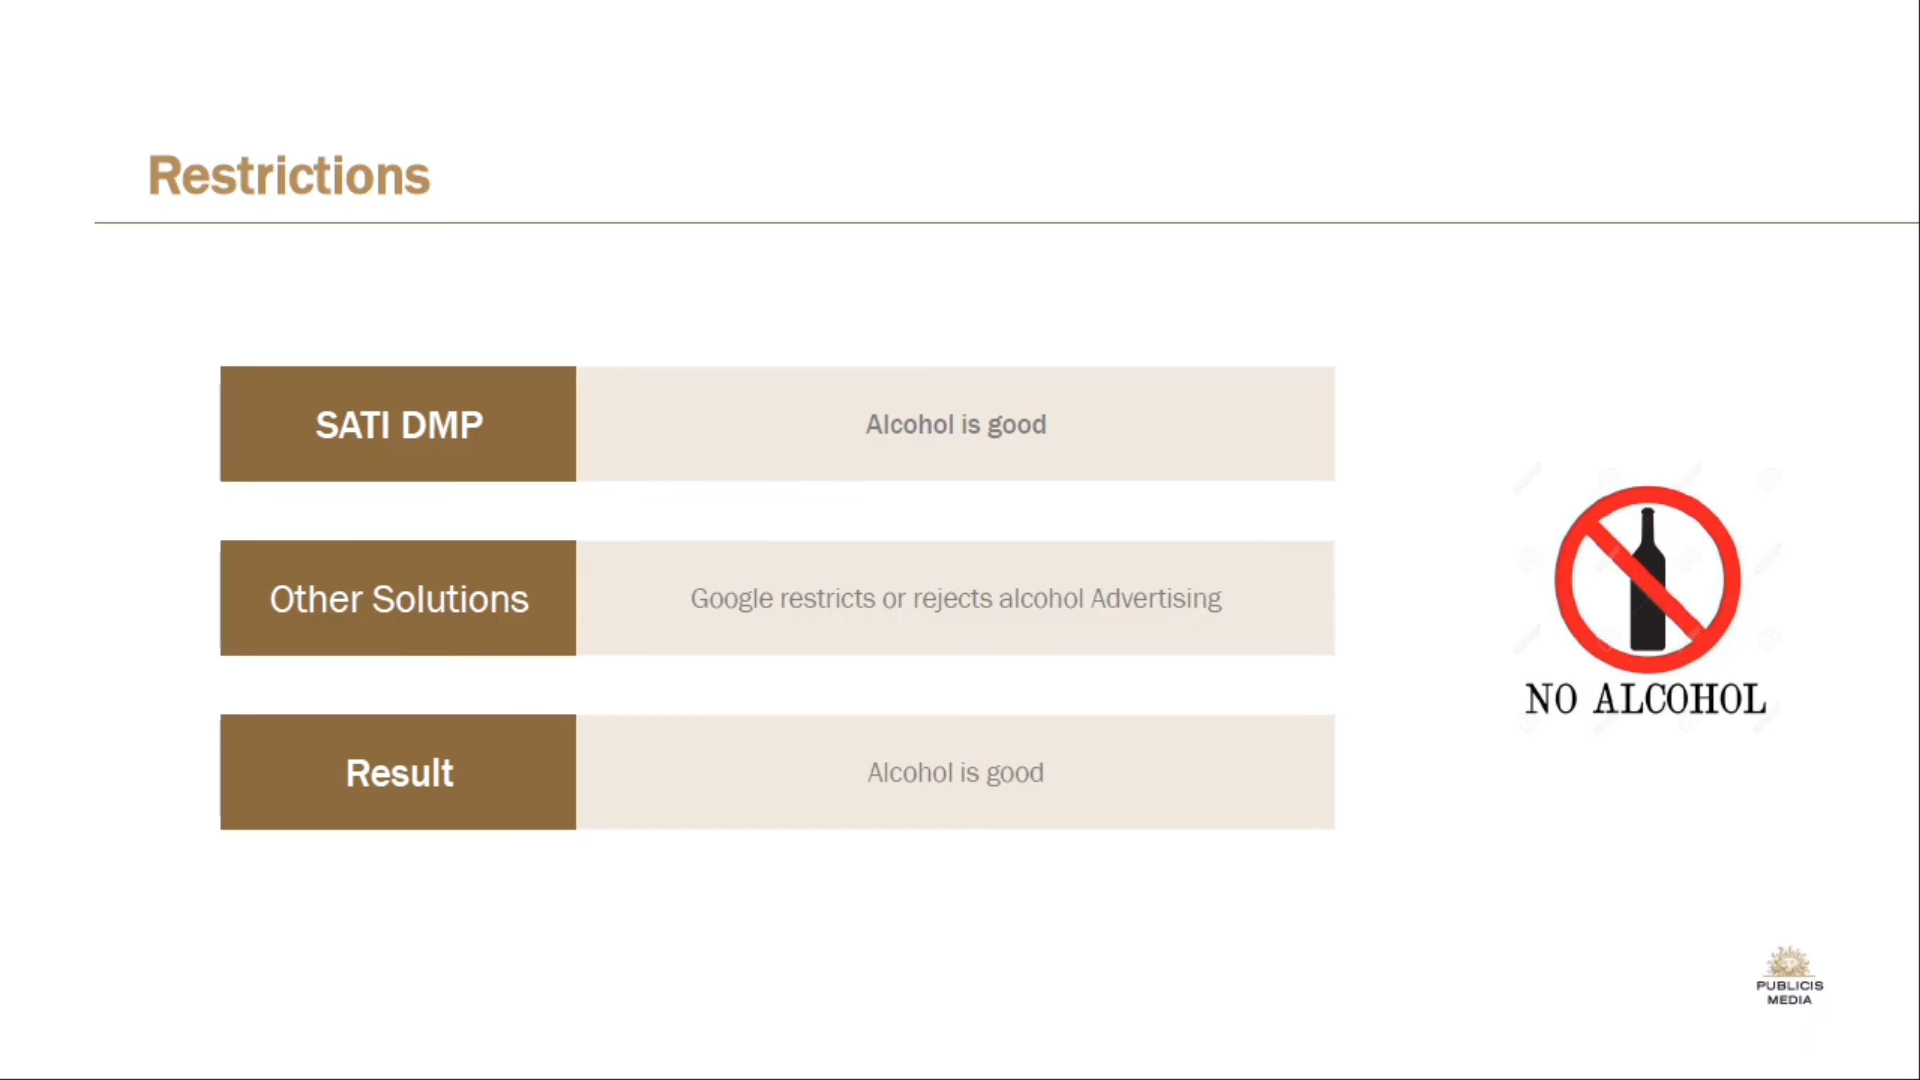 Restrictions
SATI DMP
Alcohol is good
Other Solutions
Google restricts or rejects alcohol Advertising
Result
Alcohol is good
NO ALCOHOL
PUBLICIS
MEDIA